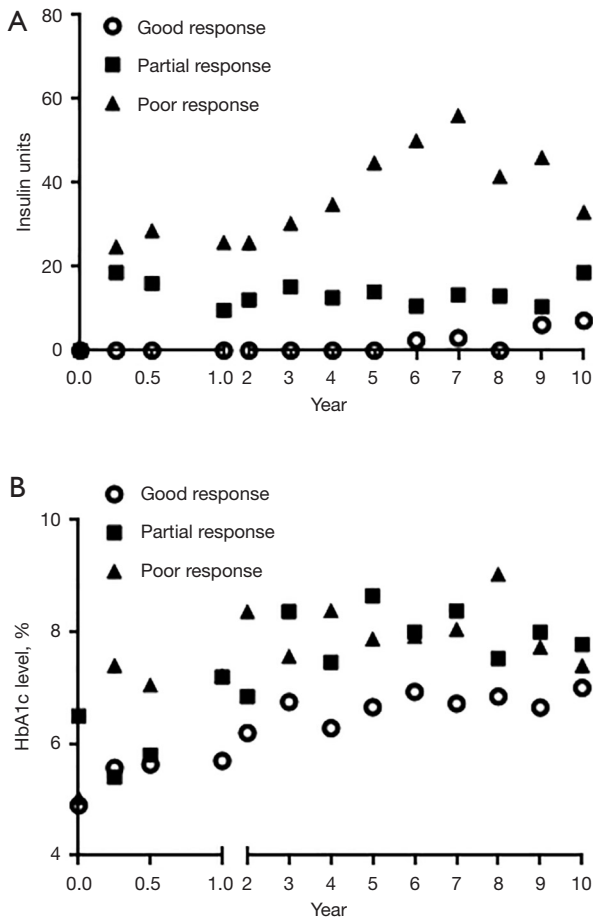 A
80
60
40
20
0
Insulin units
Good response
Partial response
Poor response
0.0 0.5 1.0 2 3 4 5 6 7 8 9 10
Year
B
10
8
6
4
HbA1c level, %
Good response
Partial response
Poor response
0.0 0.5 1.0 2 3 4 5 6 7 8 9 10
Year